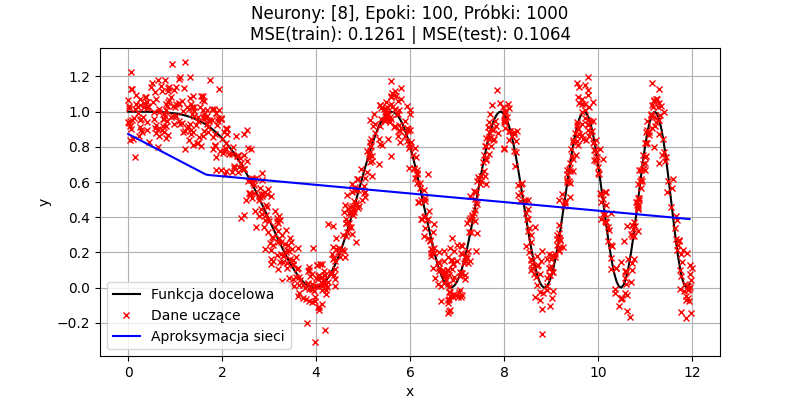 Neurony: [8], Epoki: 100, Próbki: 1000
MSE(train): 0.1261 | MSE(test): 0.1064
y
1.2
1.0
0.8
0.6
0.4
0.2
0.0
−0.2
Funkcja docelowa
Dane uczące
Aproksymacja sieci
0 2 4 6 8 10 12
x